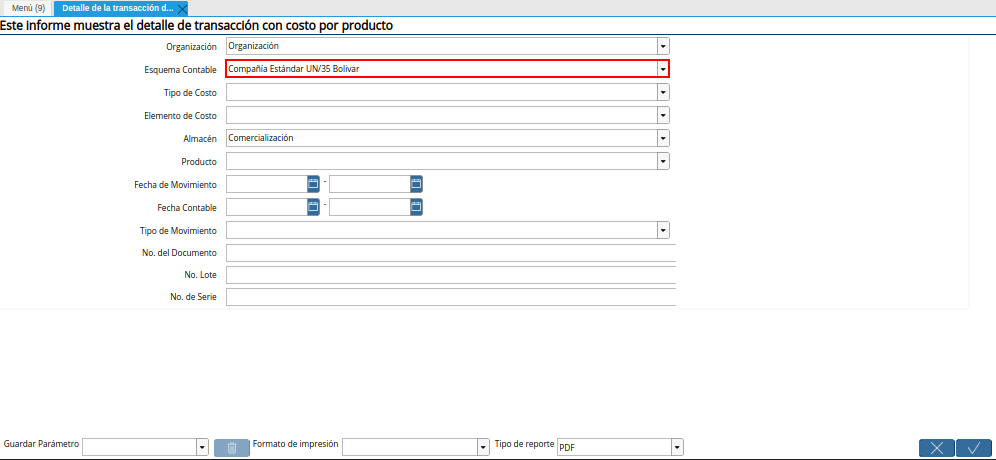 Menú (9)
Detalle de la transacción d...
Este Informe muestra el detalle de transacción con costo por producto
Organización
Organización
Esquema Contable
Compañía Estándar UN/35 Bolivar
Tipo de Costo
Elemento de Costo
Almacén
Comercialización
Producto
Fecha de Movimiento
-
Fecha Contable
-
Tipo de Movimiento
No. del Documento
No. Lote
No. de Serie
Guardar Parámetro
Formato de impresión
Tipo de reporte
PDF